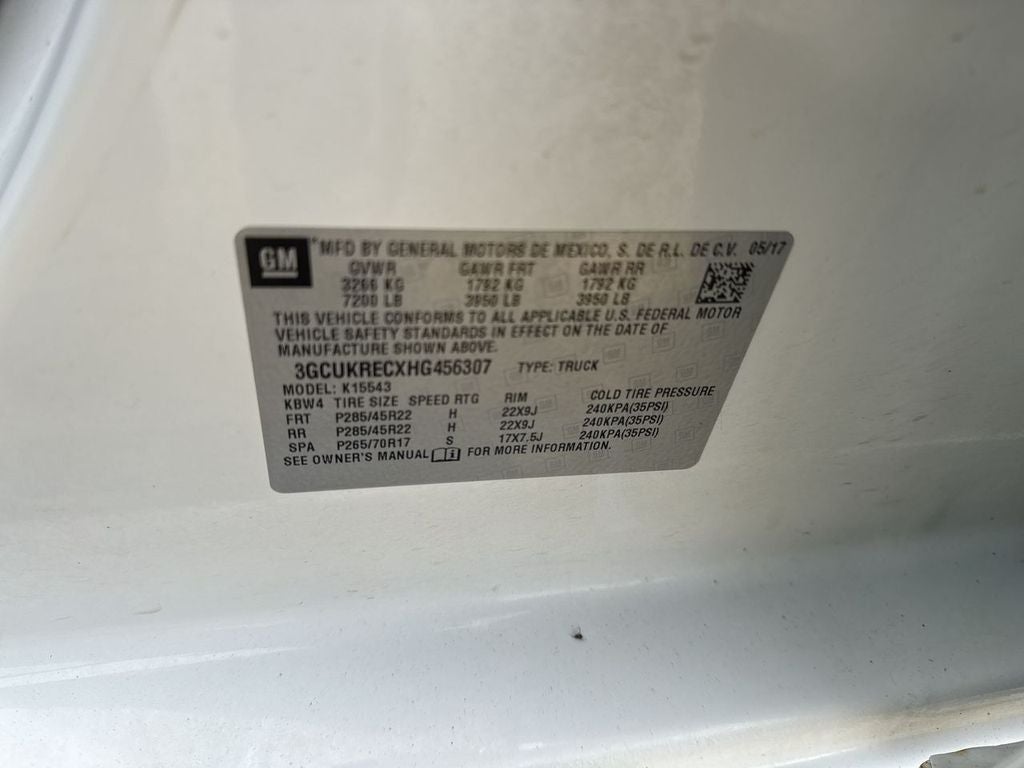 GM *MFD BY GENERAL MOTORS DE MEXICO, S. DE R.L. DE C.V. 05/17
GVWR GAWR FRT GAWR RR
3266 KG 1792 KG 1792 KG
7200 LB 3950 LB 3950 LB
THIS VEHICLE CONFORMS TO ALL APPLICABLE U.S. FEDERAL MOTOR
VEHICLE SAFETY STANDARDS IN EFFECT ON THE DATE OF
MANUFACTURE SHOWN ABOVE.
3GCUKRECXHG456307 TYPE: TRUCK
MODEL: K15543
KBW4 TIRE SIZE SPEED RTG RIM COLD TIRE PRESSURE
FRT P285/45R22 H 22X9J 240KPA(35PSI)
RR P285/45R22 H 22X9J 240KPA(35PSI)
SPA P265/70R17 S 17X7.5J 240KPA(35PSI)
SEE OWNER'S MANUAL i FOR MORE INFORMATION.